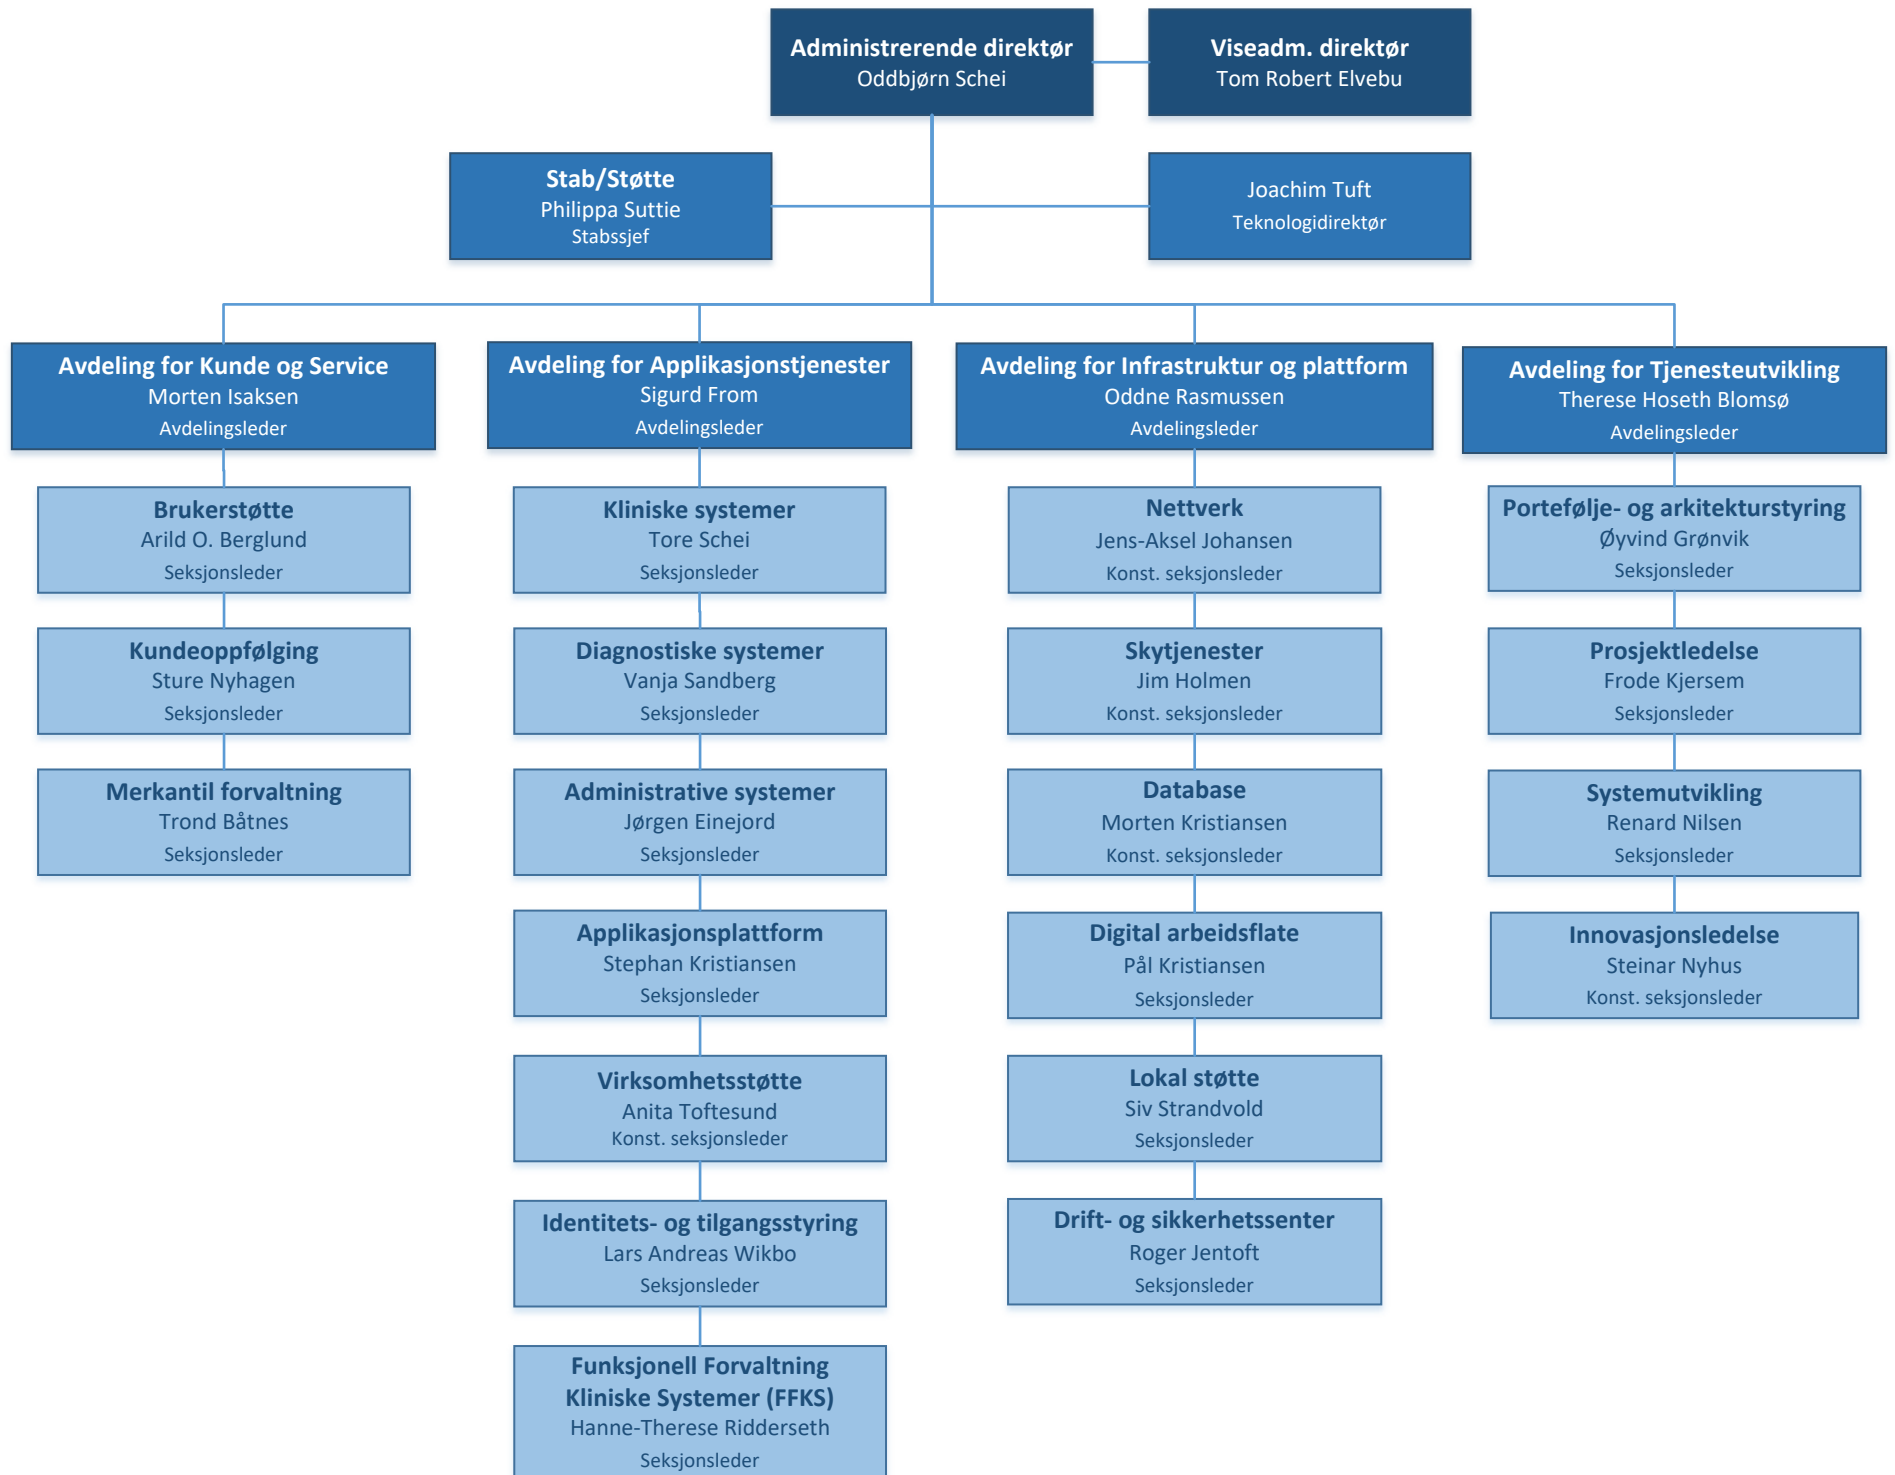 Administrerende direktør
Oddbjørn Schei
Viseadm. direktør
Tom Robert Elvebu
Stab/Støtte
Philippa Suttie
Stabssjef
Joachim Tuft
Teknologidirektør
Avdeling for Kunde og Service
Morten Isaksen
Avdelingsleder
Brukerstøtte
Arild O. Berglund
Seksjonsleder
Kundeoppfølging
Sture Nyhagen
Seksjonsleder
Merkantil forvaltning
Trond Båtnes
Seksjonsleder
Avdeling for Applikasjonstjenester
Sigurd From
Avdelingsleder
Kliniske systemer
Tore Schei
Seksjonsleder
Diagnostiske systemer
Vanja Sandberg
Seksjonsleder
Administrative systemer
Jørgen Einejord
Seksjonsleder
Applikasjonsplattform
Stephan Kristiansen
Seksjonsleder
Virksomhetsstøtte
Anita Toftesund
Konst. seksjonsleder
Identitets- og tilgangsstyring
Lars Andreas Wikbo
Seksjonsleder
Funksjonell Forvaltning
Kliniske Systemer (FFKS)
Hanne-Therese Ridderseth
Seksjonsleder
Avdeling for Infrastruktur og plattform
Oddne Rasmussen
Avdelingsleder
Nettverk
Jens-Aksel Johansen
Konst. seksjonsleder
Skytjenester
Jim Holmen
Konst. seksjonsleder
Database
Morten Kristiansen
Konst. seksjonsleder
Digital arbeidsflate
Pål Kristiansen
Seksjonsleder
Lokal støtte
Siv Strandvold
Seksjonsleder
Drift- og sikkerhetssenter
Roger Jentoft
Seksjonsleder
Avdeling for Tjenesteutvikling
Therese Hoseth Blomsø
Avdelingsleder
Portefølje- og arkitekturstyring
Øyvind Grønvik
Seksjonsleder
Prosjektledelse
Frode Kjersem
Seksjonsleder
Systemutvikling
Renard Nilsen
Seksjonsleder
Innovasjonsledelse
Steinar Nyhus
Konst. seksjonsleder